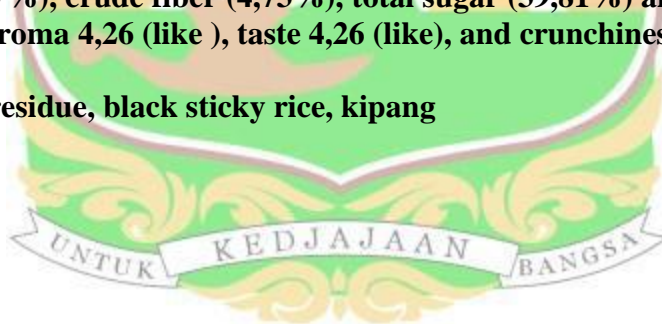 %), crude fiber (4,75%), total sugar (59,81%) a
roma 4,26 (like ), taste 4,26 (like), and crunchines
residue, black sticky rice, kipang
UNTUK KEDJAJAAN BANGSA